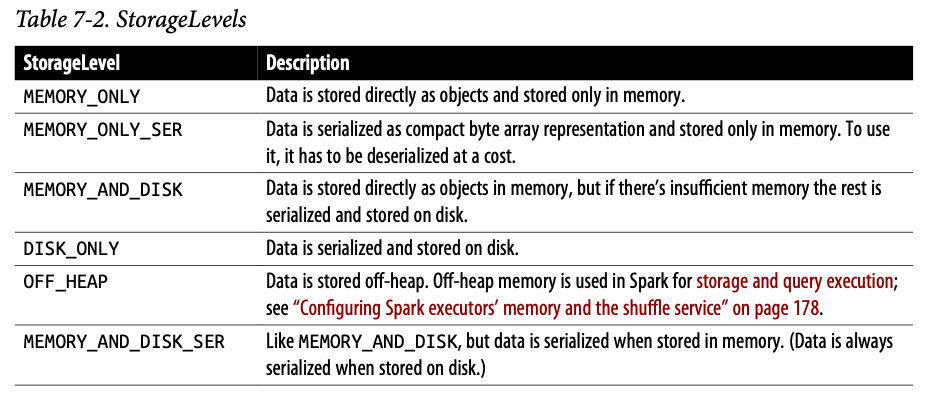 Table 7-2. StorageLevels
StorageLevel Description
MEMORY_ONLY Data is stored directly as objects and stored only in memory.
MEMORY_ONLY_SER Data is serialized as compact byte array representation and stored only in memory. To use
it, it has to be deserialized at a cost.
MEMORY_AND_DISK Data is stored directly as objects in memory, but if there’s insufficient memory the rest is
serialized and stored on disk.
DISK_ONLY Data is serialized and stored on disk.
OFF_HEAP Data is stored off-heap. Off-heap memory is used in Spark for storage and query execution;
see “Configuring Spark executors’ memory and the shuffle service” on page 178.
MEMORY_AND_DISK_SER Like MEMORY_AND_DISK, but data is serialized when stored in memory. (Data is always
serialized when stored on disk.)